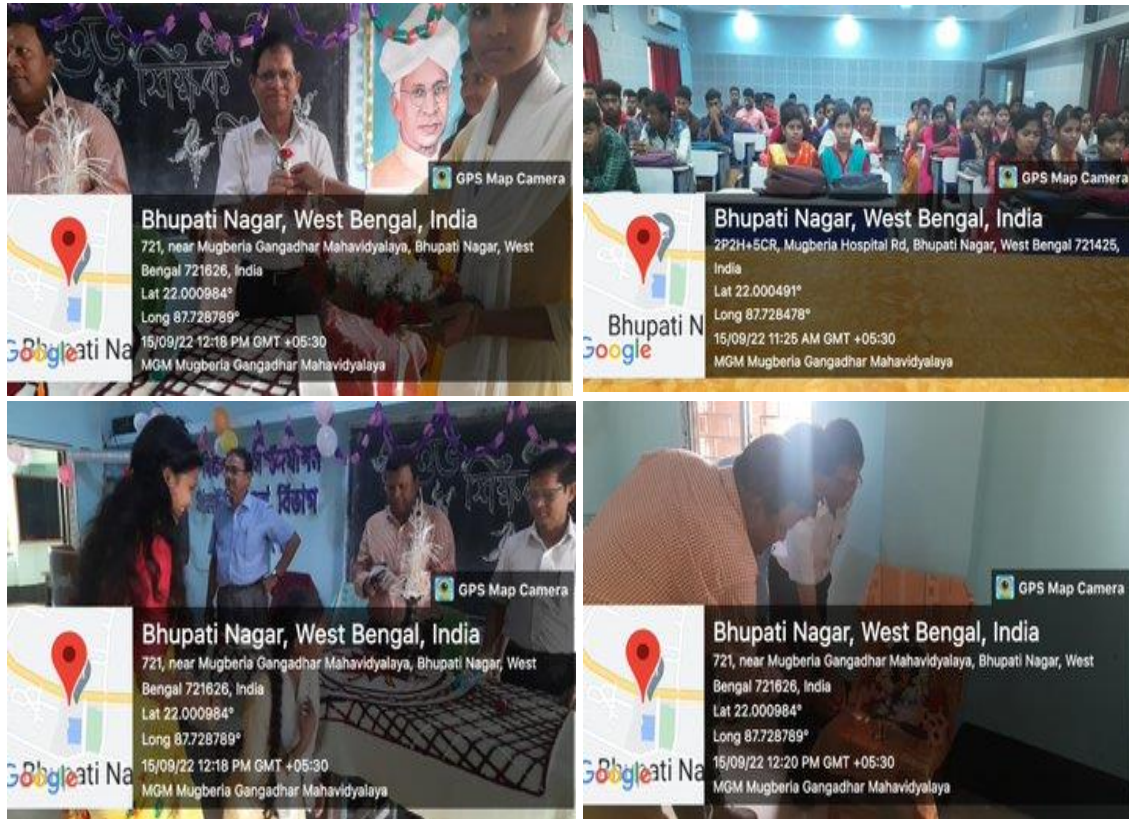 শিক্ষক
GPS Map Camera
Bhupati Nagar, West Bengal, India
721, near Mugberia Gangadhar Mahavidyalaya, Bhupati Nagar, West
Bengal 721626, India
Lat 22.000984°
Long 87.728789°
15/09/22 12:18 PM GMT +05:30
MGM Mugberia Gangadhar Mahavidyalaya
Google
GPS Map Camera
Bhupati Nagar, West Bengal, India
2P2H+5CR, Mugberia Hospital Rd, Bhupati Nagar, West Bengal 721425,
India
Lat 22.000491°
Long 87.728478°
15/09/22 11:25 AM GMT +05:30
MGM Mugberia Gangadhar Mahavidyalaya
Bhupati N
Google
বিভাগ
শিক্ষক
GPS Map Camera
Bhupati Nagar, West Bengal, India
721, near Mugberia Gangadhar Mahavidyalaya, Bhupati Nagar, West
Bengal 721626, India
Lat 22.000984°
Long 87.728789°
15/09/22 12:18 PM GMT +05:30
MGM Mugberia Gangadhar Mahavidyalaya
Google
GPS Map Camera
Bhupati Nagar, West Bengal, India
721, near Mugberia Gangadhar Mahavidyalaya, Bhupati Nagar, West
Bengal 721626, India
Lat 22.000984°
Long 87.728789°
15/09/22 12:20 PM GMT +05:30
MGM Mugberia Gangadhar Mahavidyalaya
Google